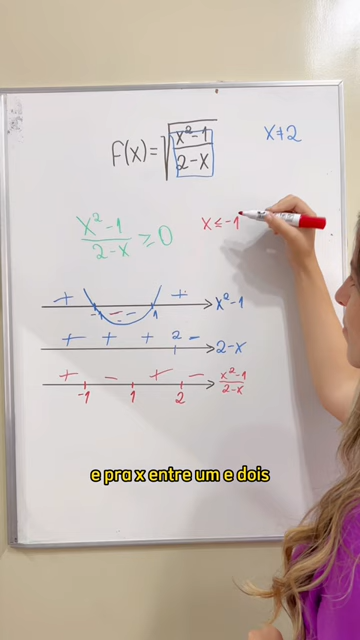 F(x) = √(x²-1 / 2-x) x ≠ 2
x²-1 / 2-x ≥ 0 x ≤ -1
+ -1 - - - 1 + x²-1
+ + + 2 - 2-x
+ - + - x²-1 / 2-x
-1 1 2
e pra x entre um e dois